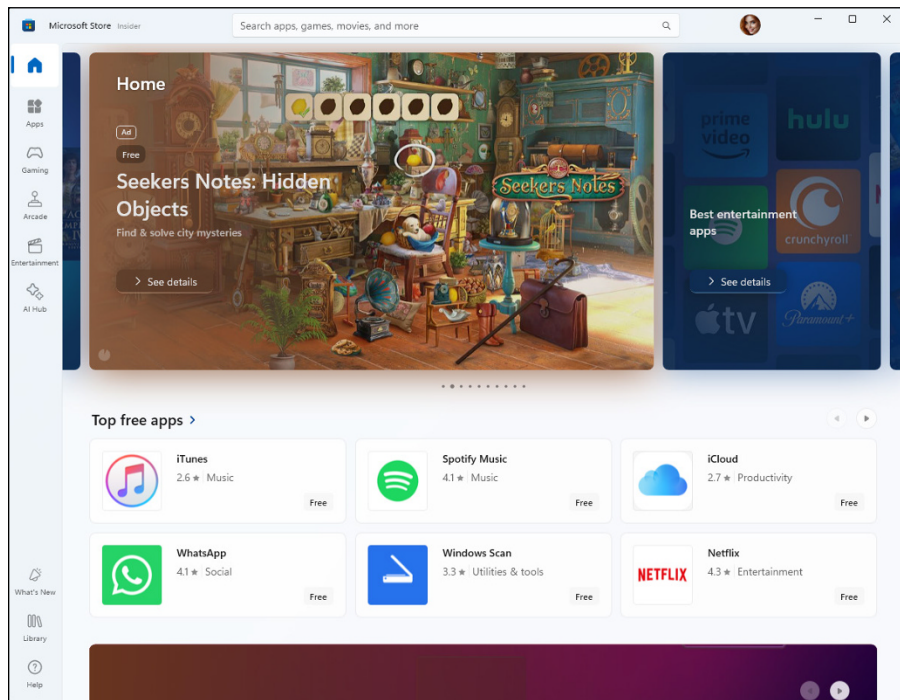 Microsoft Store Insider
Search apps, games, movies, and more
Home
Ad
Free
Seekers Notes: Hidden
Objects
Find & solve city mysteries
See details
Seekers Notes
prime
video
hulu
Best entertainment
apps
crunchyroll
See details
tv
Paramount+
Apps
Gaming
Arcade
Entertainment
AI Hub
What's New
Library
Help
Top free apps
iTunes
2.6 ★ Music
Free
Spotify Music
4.1 ★ Music
Free
iCloud
2.7 ★ Productivity
Free
WhatsApp
4.1 ★ Social
Free
Windows Scan
3.3 ★ Utilities & tools
Free
NETFLIX
Netflix
4.3 ★ Entertainment
Free